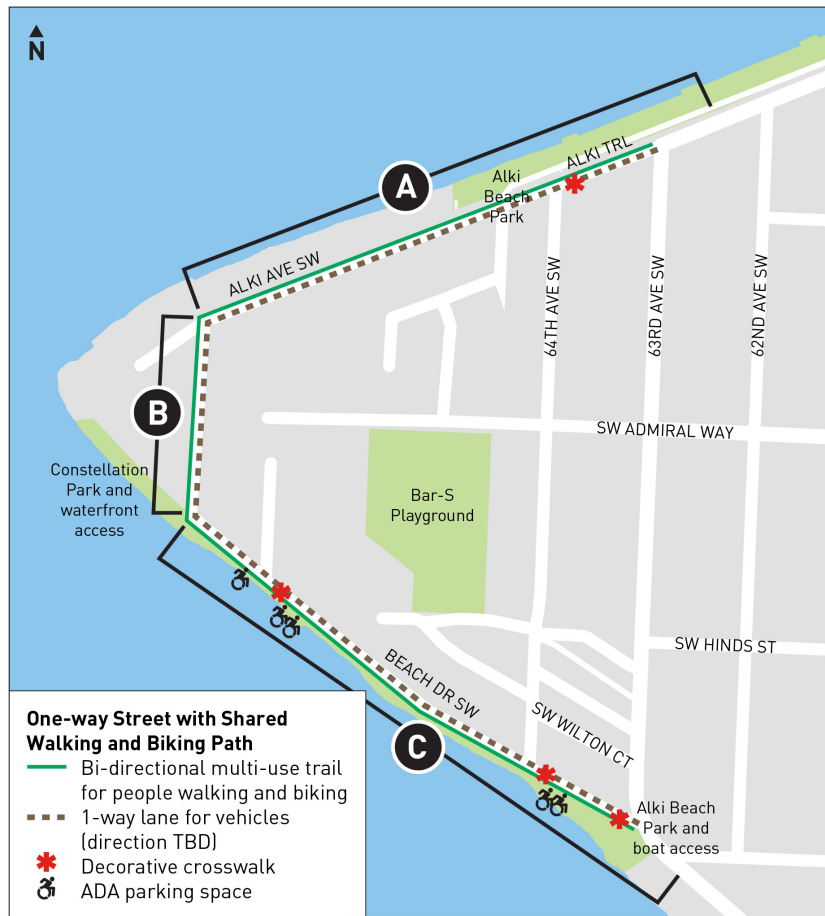 N
A
ALKI TRL
Alki
Beach
Park
ALKI AVE SW
64TH AVE SW
63RD AVE SW
62ND AVE SW
B
SW ADMIRAL WAY
Constellation
Park and
waterfront
access
Bar-S
Playground
SW HINDS ST
BEACH DR SW
SW WILTON CT
C
Alki Beach
Park and
boat access
One-way Street with Shared
Walking and Biking Path
Bi-directional multi-use trail
for people walking and biking
1-way lane for vehicles
(direction TBD)
Decorative crosswalk
ADA parking space